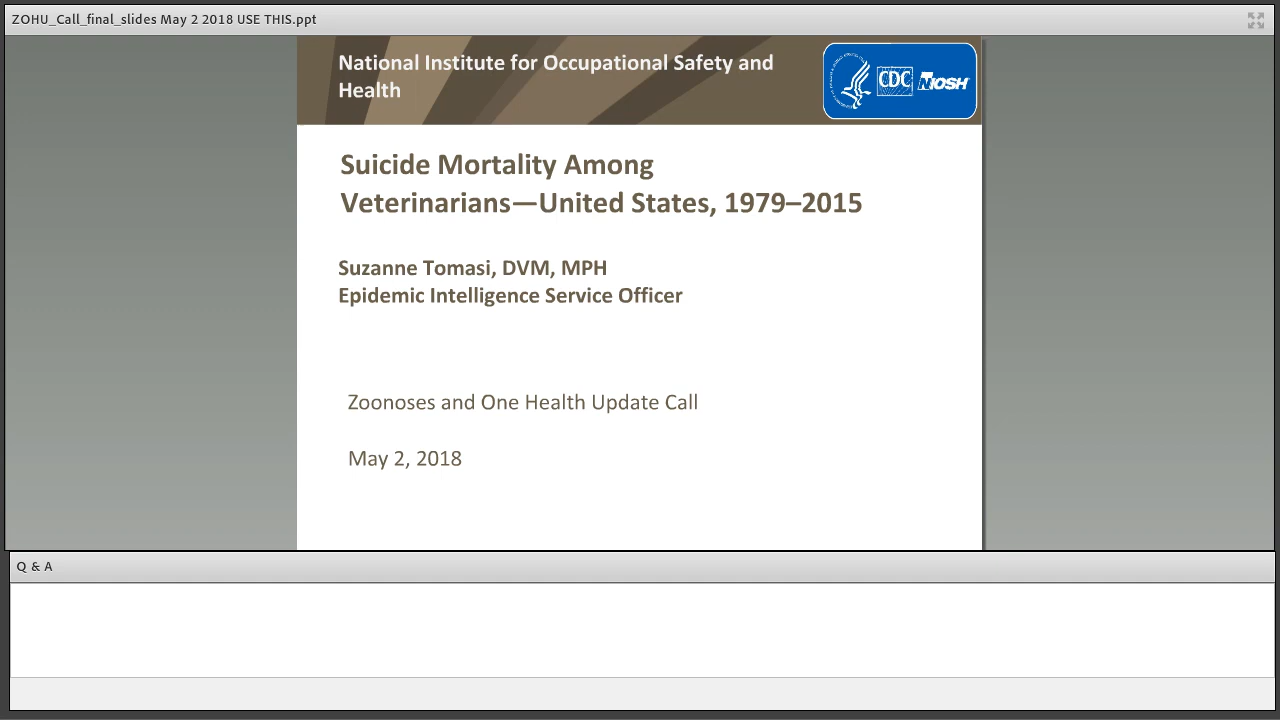 ZOHU_Call_final_slides May 2 2018 USE THIS.ppt
National Institute for Occupational Safety and
Health
CDC
NIOSH
Suicide Mortality Among
Veterinarians—United States, 1979–2015
Suzanne Tomasi, DVM, MPH
Epidemic Intelligence Service Officer
Zoonoses and One Health Update Call
May 2, 2018
Q & A